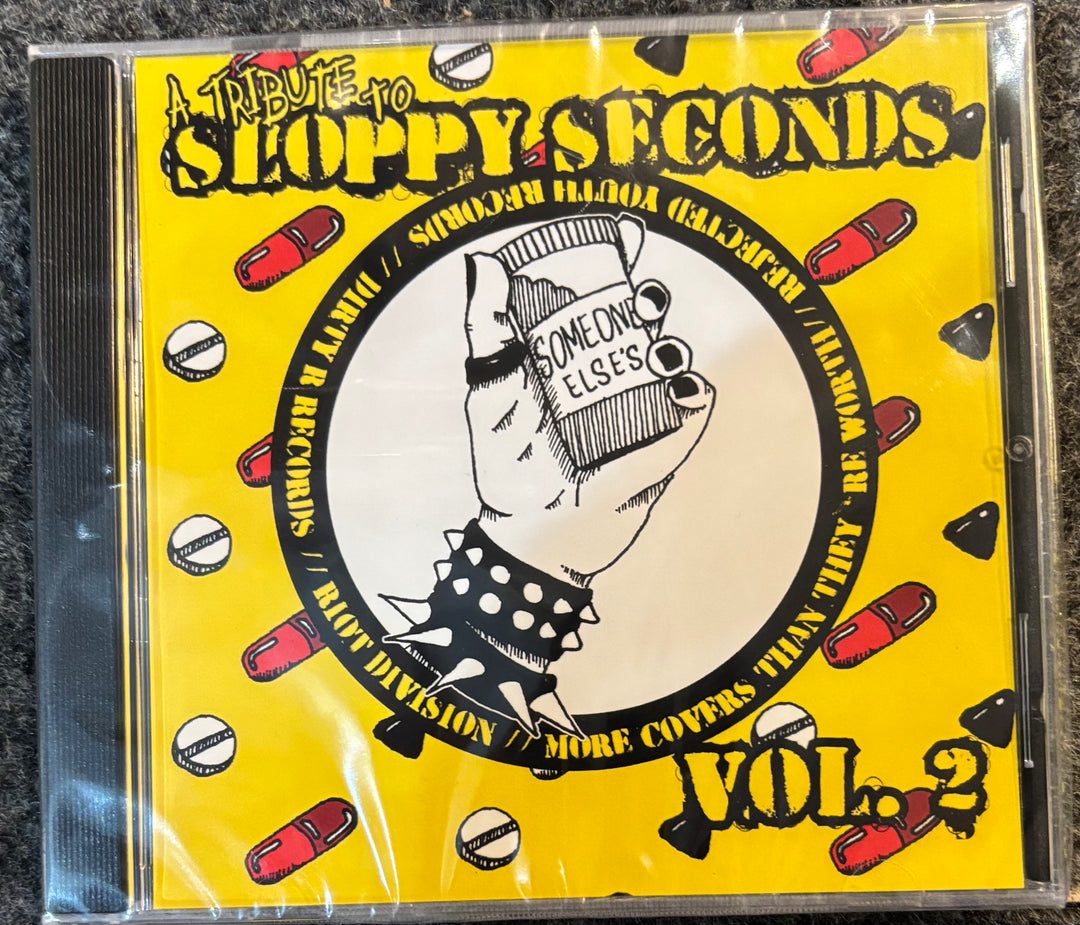 A TRIBUTE TO
SLOPPY SECONDS
DIRTY R RECORDS // RIOT DIVISION // MORE COVERS THAN THEY 'RE WORTH // REJECTED YOUTH RECORDS //
SOMEONE
ELSE'S
VOL. 2